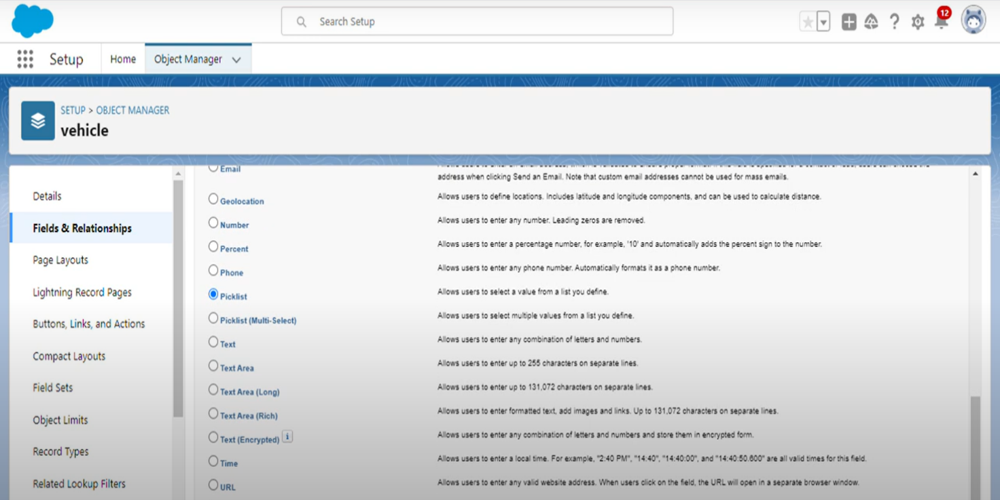 Search Setup
12
Setup
Home
Object Manager
SETUP > OBJECT MANAGER
vehicle
Details
Fields & Relationships
Page Layouts
Lightning Record Pages
Buttons, Links, and Actions
Compact Layouts
Field Sets
Object Limits
Record Types
Related Lookup Filters
Email
address when clicking Send an Email. Note that custom email addresses cannot be used for mass emails.
Geolocation Allows users to define locations. Includes latitude and longitude components, and can be used to calculate distance.
Number Allows users to enter any number. Leading zeros are removed.
Percent Allows users to enter a percentage number, for example, '10' and automatically adds the percent sign to the number.
Phone Allows users to enter any phone number. Automatically formats it as a phone number.
Picklist Allows users to select a value from a list you define.
Picklist (Multi-Select) Allows users to select multiple values from a list you define.
Text Allows users to enter any combination of letters and numbers.
Text Area Allows users to enter up to 255 characters on separate lines.
Text Area (Long) Allows users to enter up to 131,072 characters on separate lines.
Text Area (Rich) Allows users to enter formatted text, add images and links. Up to 131,072 characters on separate lines.
Text (Encrypted) i Allows users to enter any combination of letters and numbers and store them in encrypted form.
Time Allows users to enter a local time. For example, "2:40 PM", "14:40", "14:40:00", and "14:40:50.600" are all valid times for this field.
URL Allows users to enter any valid website address. When users click on the field, the URL will open in a separate browser window.